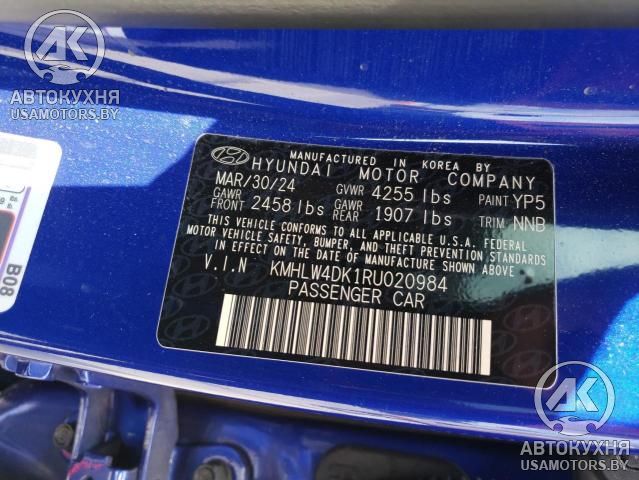 АК
АВТОКУХНЯ
USAMOTORS.BY
B08
MANUFACTURED IN KOREA BY
HYUNDAI MOTOR COMPANY
MAR/30/24 GVWR 4255 lbs PAINT YP5
GAWR FRONT 2458 lbs GAWR REAR 1907 lbs TRIM NNB
THIS VEHICLE CONFORMS TO ALL APPLICABLE U.S.A. FEDERAL
MOTOR VEHICLE SAFETY, BUMPER, AND THEFT PREVENTION STANDARDS
IN EFFECT ON THE DATE OF MANUFACTURE SHOWN ABOVE.
V.I.N KMHLW4DK1RU020984
PASSENGER CAR
АК
АВТОКУХНЯ
USAMOTORS.BY